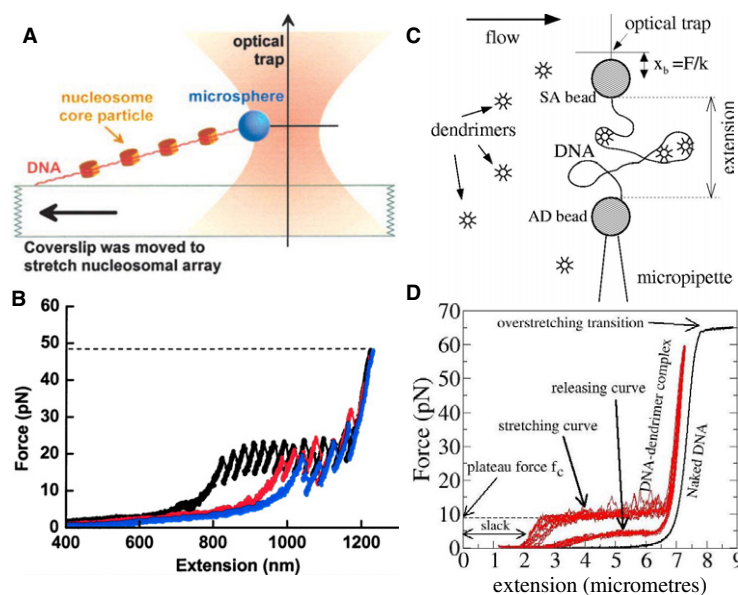 A
optical
trap
nucleosome
core particle
microsphere
DNA
Coverslip was moved to
stretch nucleosomal array
B
60
50
40
30
20
10
0
Force (pN)
400
600
800
1000
1200
Extension (nm)
C
flow
optical trap
x_b =F/k
SA bead
dendrimers
DNA
extension
AD bead
micropipette
D
70
60
50
40
30
20
10
0
Force (pN)
overstretching transition
releasing curve
stretching curve
plateau force f_c
slack
DNA-dendrimer complex
Naked DNA
0
1
2
3
4
5
6
7
8
9
extension (micrometres)